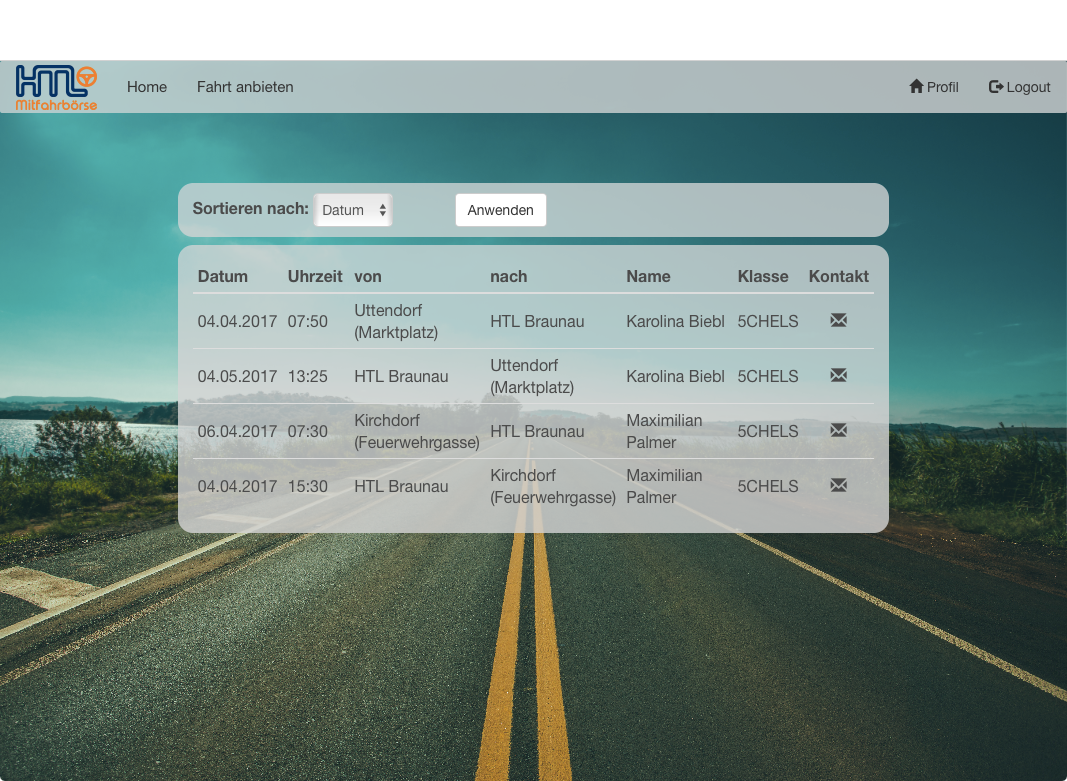 HTL
Mitfahrbörse
Home
Fahrt anbieten
Profil
Logout
Sortieren nach: Datum Anwenden
Datum Uhrzeit von nach Name Klasse Kontakt
04.04.2017 07:50 Uttendorf (Marktplatz) HTL Braunau Karolina Biebl 5CHELS
04.05.2017 13:25 HTL Braunau Uttendorf (Marktplatz) Karolina Biebl 5CHELS
06.04.2017 07:30 Kirchdorf (Feuerwehrgasse) HTL Braunau Maximilian Palmer 5CHELS
04.04.2017 15:30 HTL Braunau Kirchdorf (Feuerwehrgasse) Maximilian Palmer 5CHELS